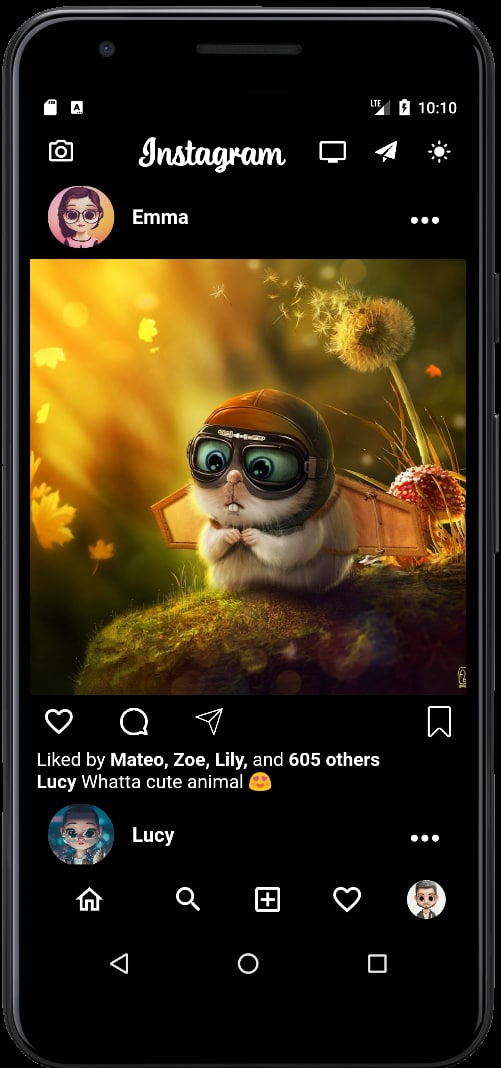 LTE 10:10
Instagram
Emma
Liked by Mateo, Zoe, Lily, and 605 others
Lucy Whatta cute animal 😍
Lucy